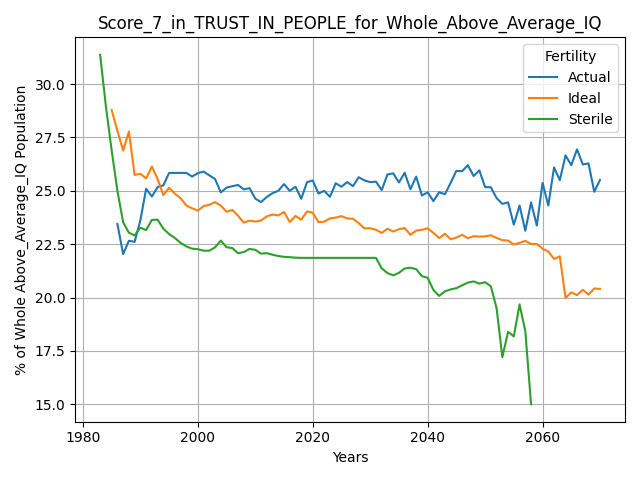 Score_7_in_TRUST_IN_PEOPLE_for_Whole_Above_Average_IQ
% of Whole Above_Average_IQ Population
30.0
27.5
25.0
22.5
20.0
17.5
15.0
Fertility
Actual
Ideal
Sterile
1980
2000
2020
2040
2060
Years